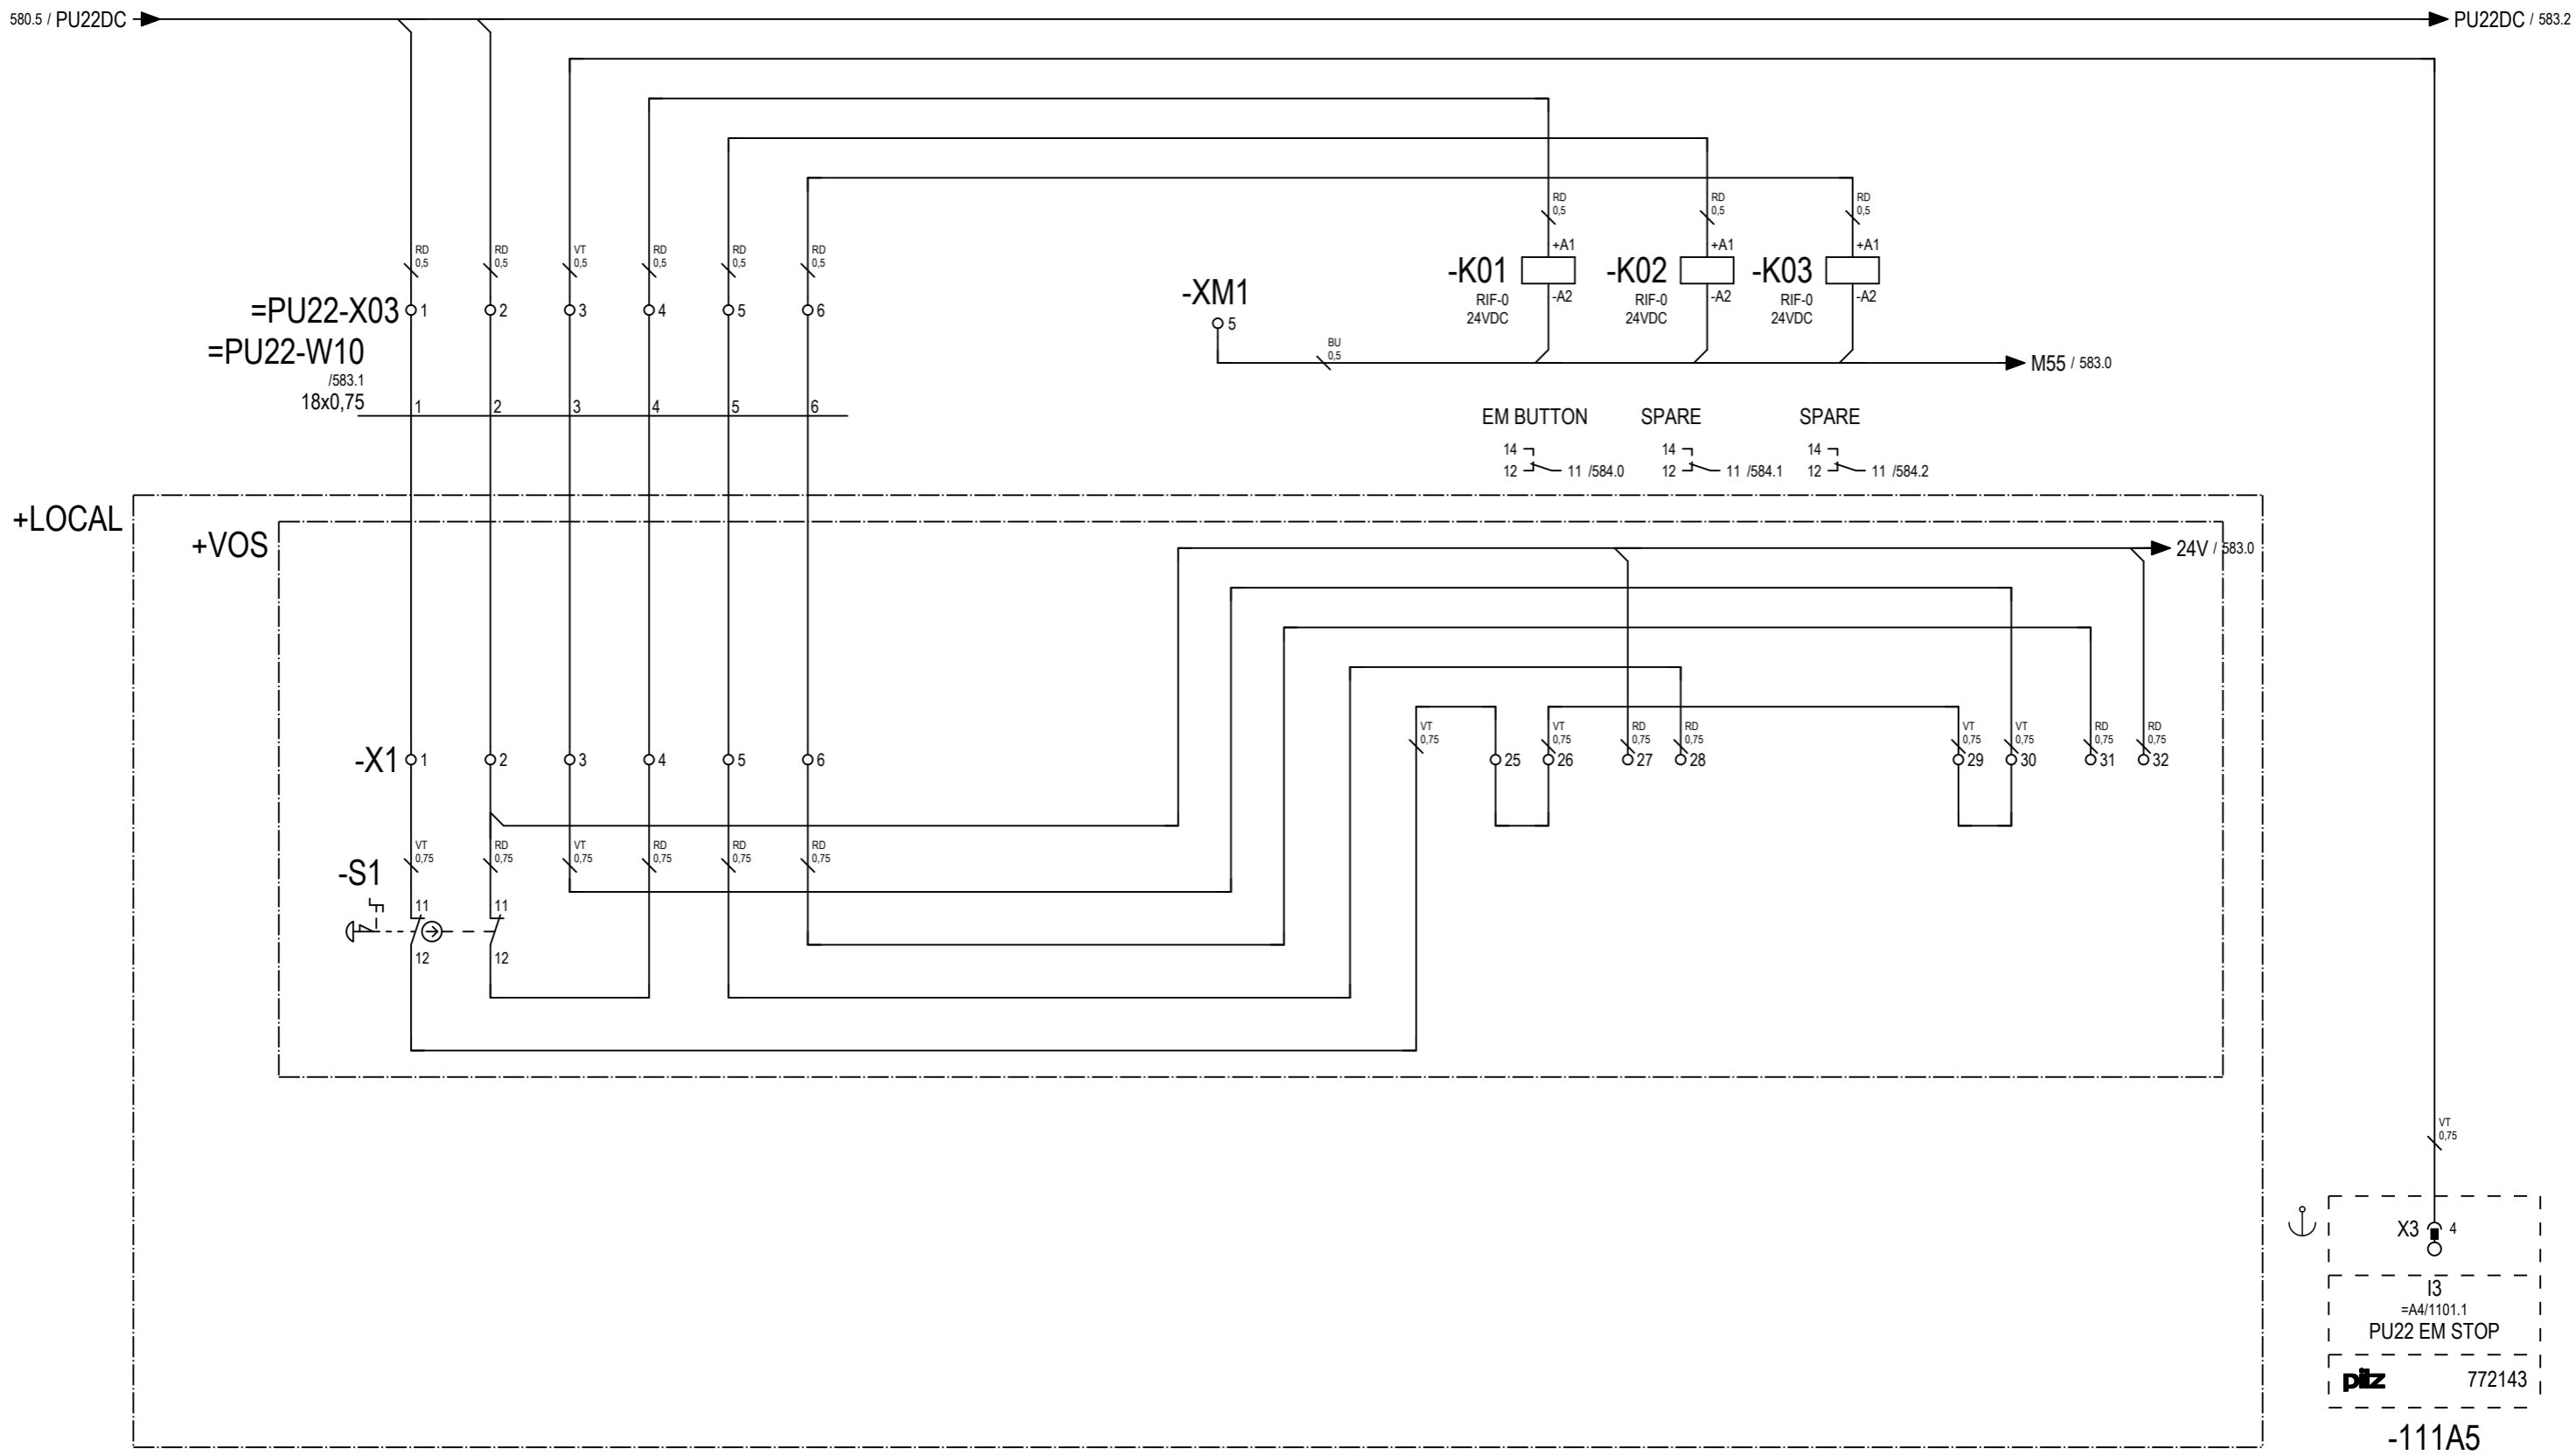 580.5 / PU22DC
PU22DC / 583.2
RD 0,5
RD 0,5
RD 0,5
RD 0,5
RD 0,5
VT 0,5
RD 0,5
RD 0,5
RD 0,5
+A1
+A1
+A1
-K01
-K02
-K03
RIF-0
24VDC
RIF-0
24VDC
RIF-0
24VDC
-A2
-A2
-A2
-XM1
5
=PU22-X03
1 2 3 4 5 6
=PU22-W10
/583.1
18x0,75
1 2 3 4 5 6
BU 0,5
M55 / 583.0
EM BUTTON
SPARE
SPARE
14
14
14
12 11 /584.0
12 11 /584.1
12 11 /584.2
+LOCAL
+VOS
24V / 583.0
VT 0,75
VT 0,75
RD 0,75
RD 0,75
VT 0,75
VT 0,75
RD 0,75
RD 0,75
-X1
1 2 3 4 5 6
25 26 27 28 29 30 31 32
VT 0,75
RD 0,75
VT 0,75
RD 0,75
RD 0,75
RD 0,75
-S1
11 11
12 12
VT 0,75
X3 4
I3
=A4/1101.1
PU22 EM STOP
pilz 772143
-111A5